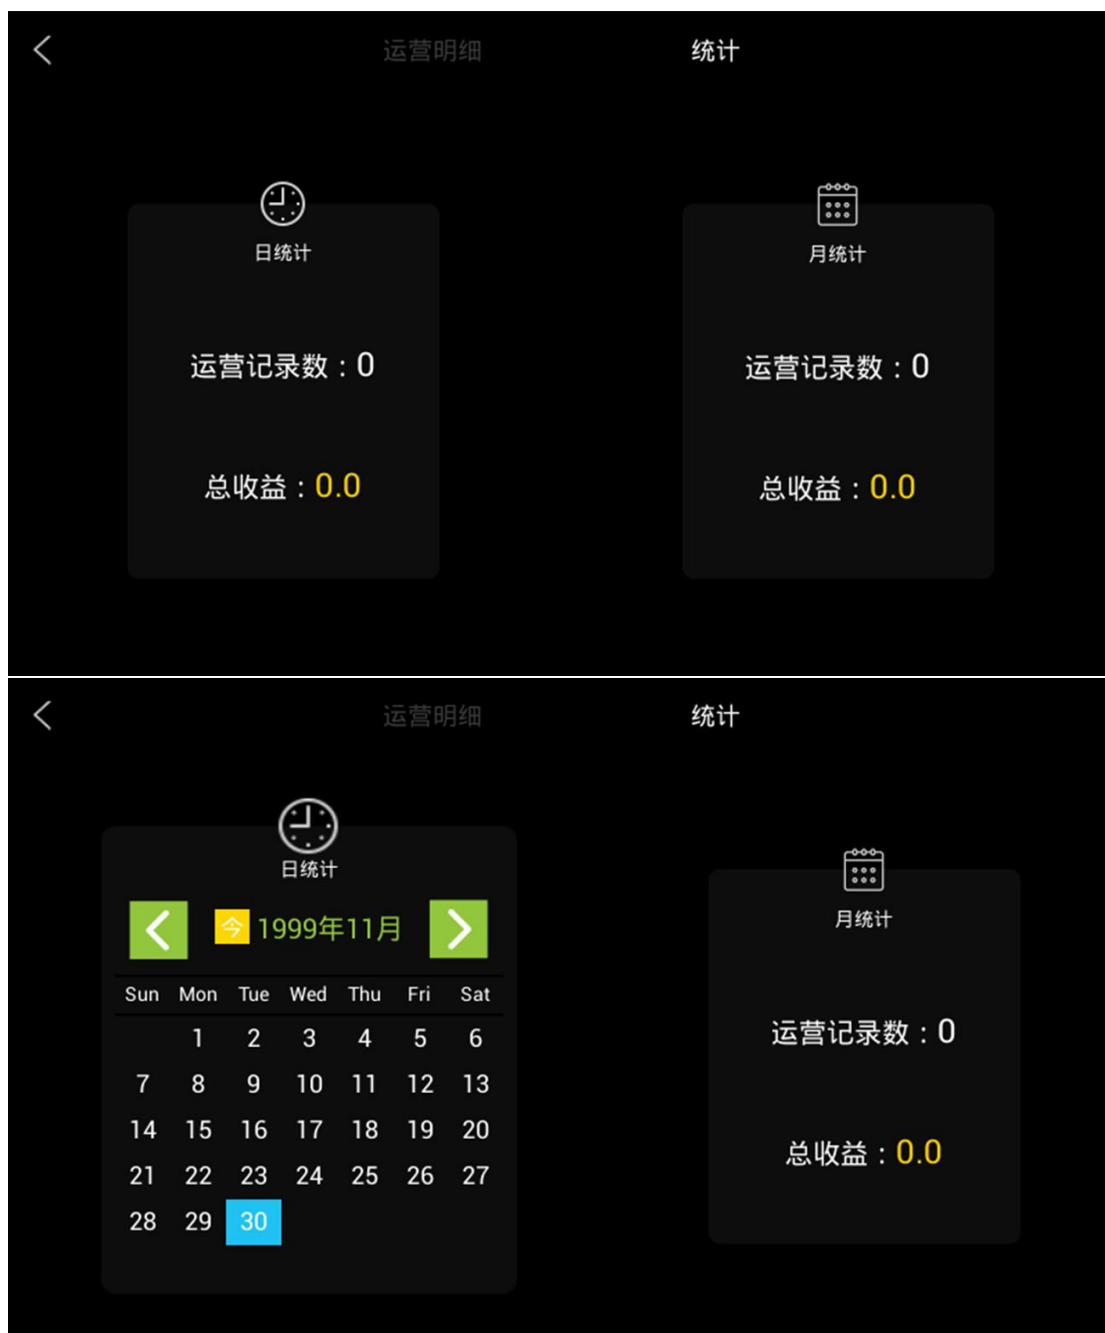 运营明细 统计
日统计 月统计
运营记录数：0 运营记录数：0
总收益：0.0 总收益：0.0
运营明细 统计
日统计
今 1999年11月
Sun Mon Tue Wed Thu Fri Sat
1 2 3 4 5 6
7 8 9 10 11 12 13
14 15 16 17 18 19 20
21 22 23 24 25 26 27
28 29 30
月统计
运营记录数：0
总收益：0.0